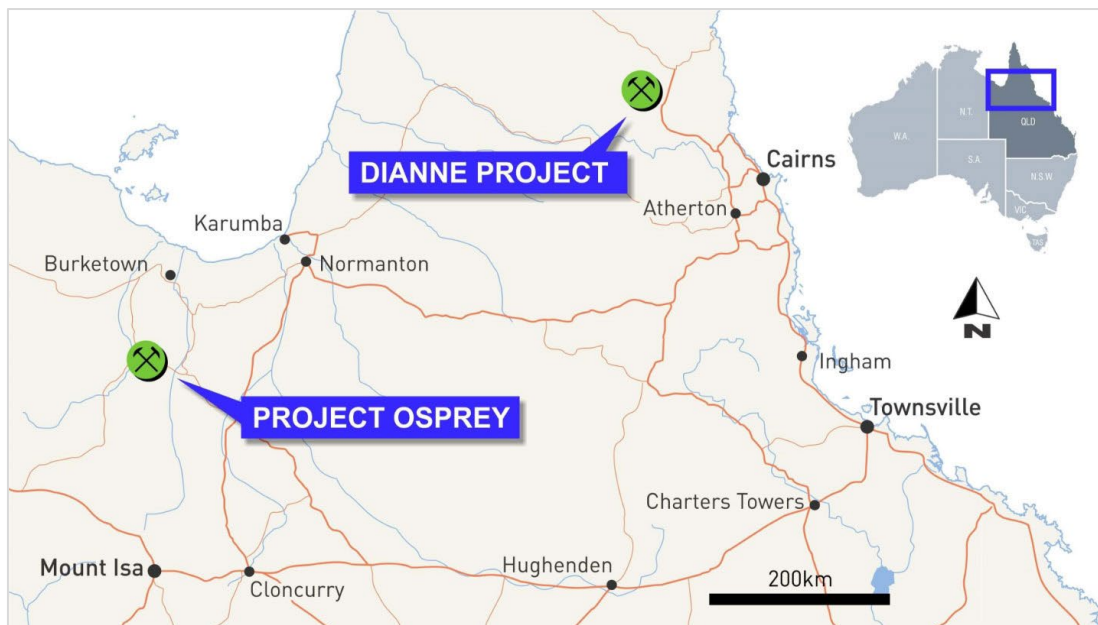 DIANNE PROJECT
Cairns
Atherton
Karumba
Normanton
Burketown
PROJECT OSPREY
Ingham
Townsville
Charters Towers
Mount Isa
Cloncurry
Hughenden
200km
W.A.
N.T.
QLD
S.A.
N.S.W
VIC
TAS
N